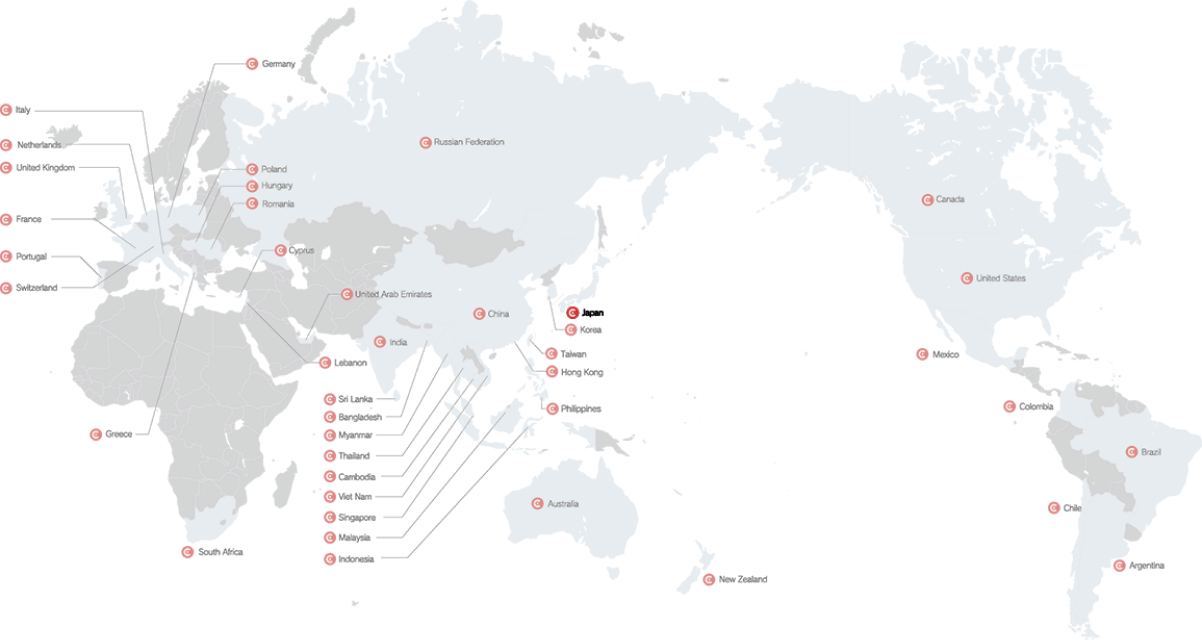 Germany
Italy
Netherlands
United Kingdom
Russian Federation
Poland
Hungary
Romania
Canada
France
Cyprus
Portugal
Switzerland
United Arab Emirates
United States
China
Japan
Korea
India
Taiwan
Mexico
Lebanon
Hong Kong
Sri Lanka
Philippines
Colombia
Bangladesh
Greece
Myanmar
Thailand
Brazil
Cambodia
Viet Nam
Australia
Chile
Singapore
Malaysia
South Africa
Indonesia
Argentina
New Zealand